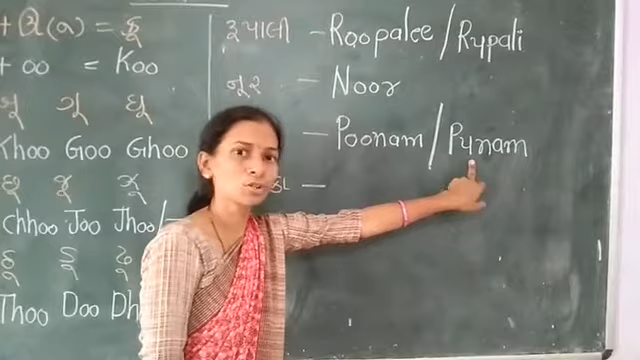 +ઊ(a) = કૂ
+ oo = Koo
ખૂ ગૂ ઘૂ
Khoo Goo Ghoo
છૂ જૂ ઝૂ
Chhoo Joo Jhoo/
ઠૂ ડૂ ઢૂ
Thoo Doo Dh
રૂપાલી - Roopalee / Rupali
નૂર - Noor
- Poonam / Punam